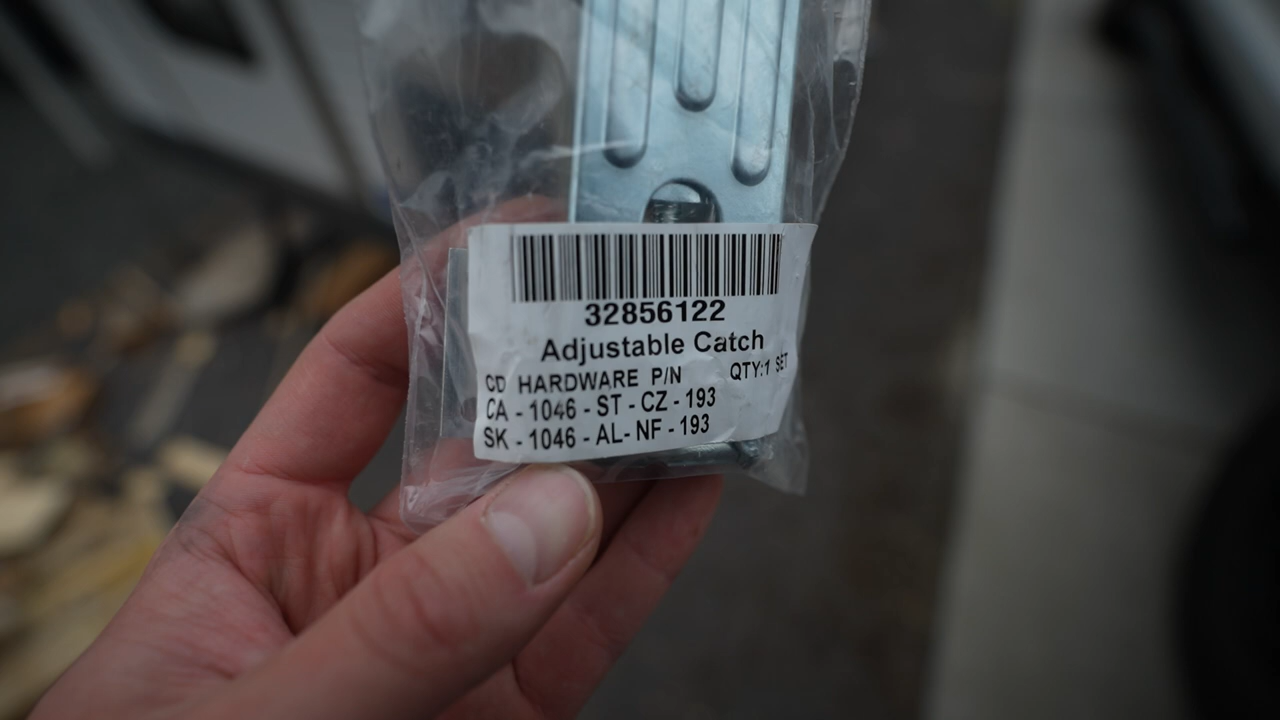 32856122
Adjustable Catch
CD HARDWARE P/N QTY:1 SET
CA - 1046 - ST - CZ - 193
SK - 1046 - AL- NF - 193